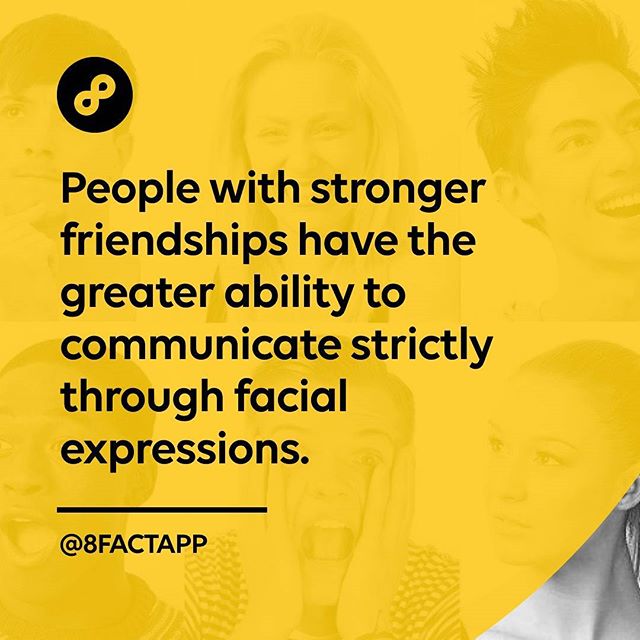 People with stronger
friendships have the
greater ability to
communicate strictly
through facial
expressions.
@8FACTAPP